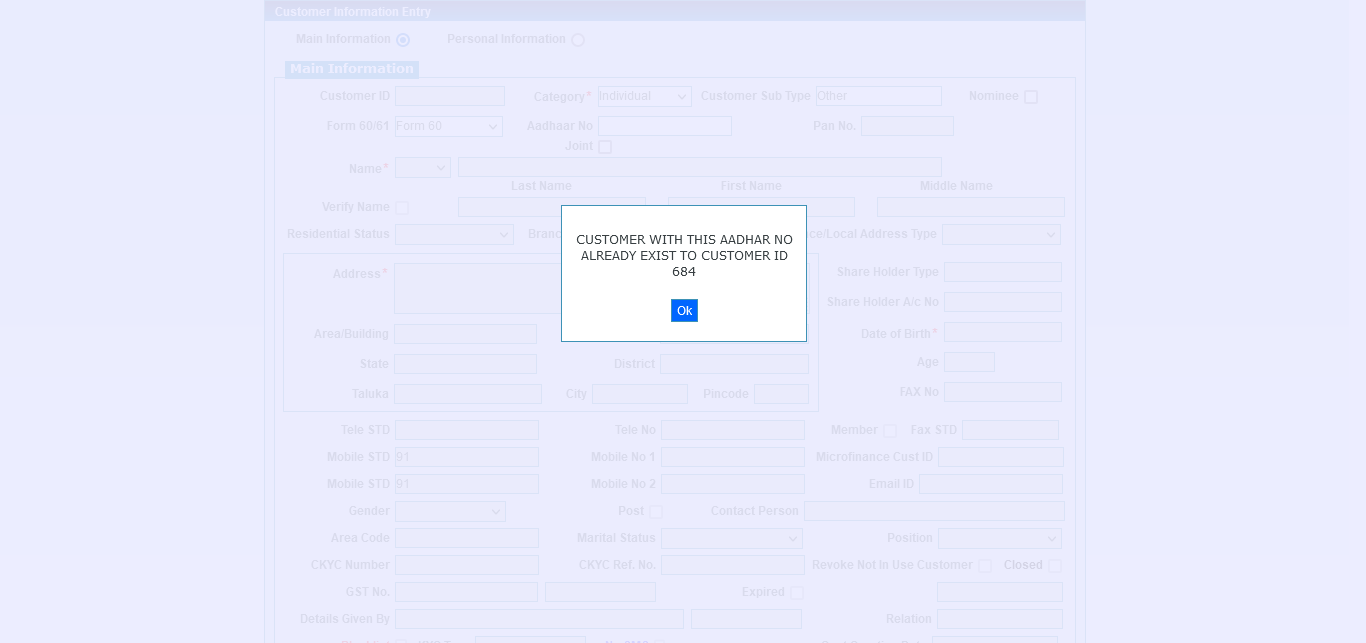 Customer Information Entry
Main Information Personal Information
Main Information
Customer ID Category* Individual Customer Sub Type Other Nominee
Form 60/61 Form 60 Aadhaar No Pan No.
Joint
Name*
Last Name First Name Middle Name
Verify Name
Residential Status
CUSTOMER WITH THIS AADHAR NO
ALREADY EXIST TO CUSTOMER ID
684
Ok
/Local Address Type
Address* Share Holder Type
Share Holder A/c No
Area/Building Date of Birth*
State District Age
Taluka City Pincode FAX No
Tele STD Tele No Member Fax STD
Mobile STD 91 Mobile No 1 Microfinance Cust ID
Mobile STD 91 Mobile No 2 Email ID
Gender Post Contact Person
Area Code Marital Status Position
CKYC Number CKYC Ref. No. Revoke Not In Use Customer Closed
GST No. Expired
Details Given By Relation